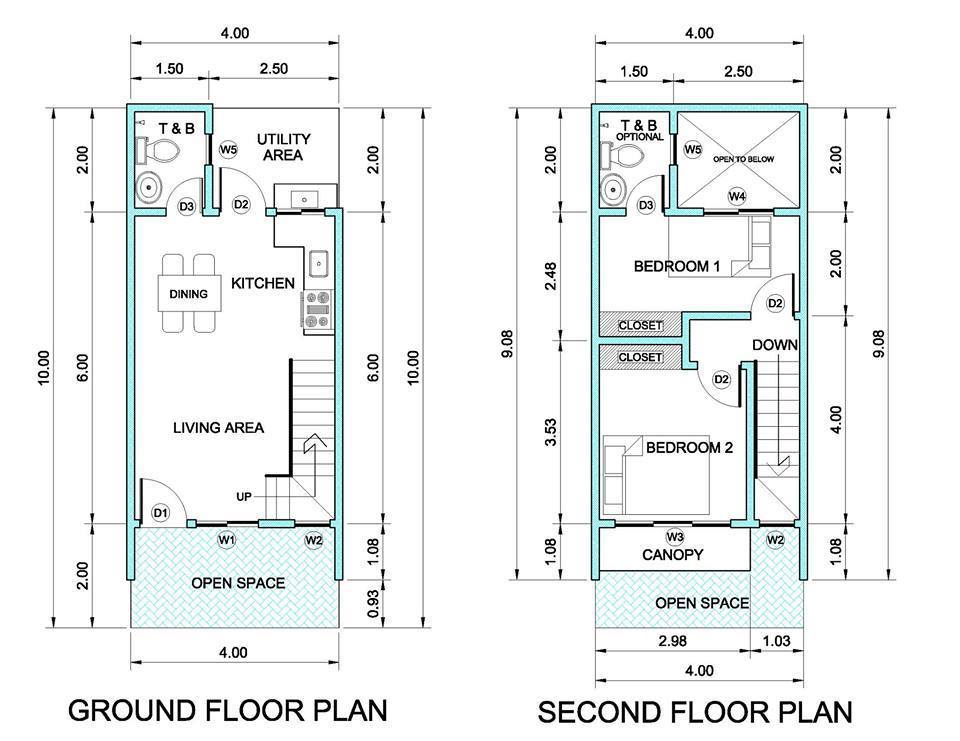 4.00
1.50
2.50
T & B
UTILITY
AREA
W5
2.00
2.00
D3
D2
DINING
KITCHEN
10.00
6.00
6.00
10.00
LIVING AREA
UP
D1
W1
W2
2.00
OPEN SPACE
1.08
0.93
4.00
GROUND FLOOR PLAN
4.00
1.50
2.50
T & B
OPTIONAL
W5
OPEN TO BELOW
2.00
2.00
W4
D3
BEDROOM 1
2.48
2.00
D2
CLOSET
9.08
9.08
CLOSET
DOWN
D2
3.53
4.00
BEDROOM 2
W3
W2
CANOPY
1.08
1.08
OPEN SPACE
2.98
1.03
4.00
SECOND FLOOR PLAN